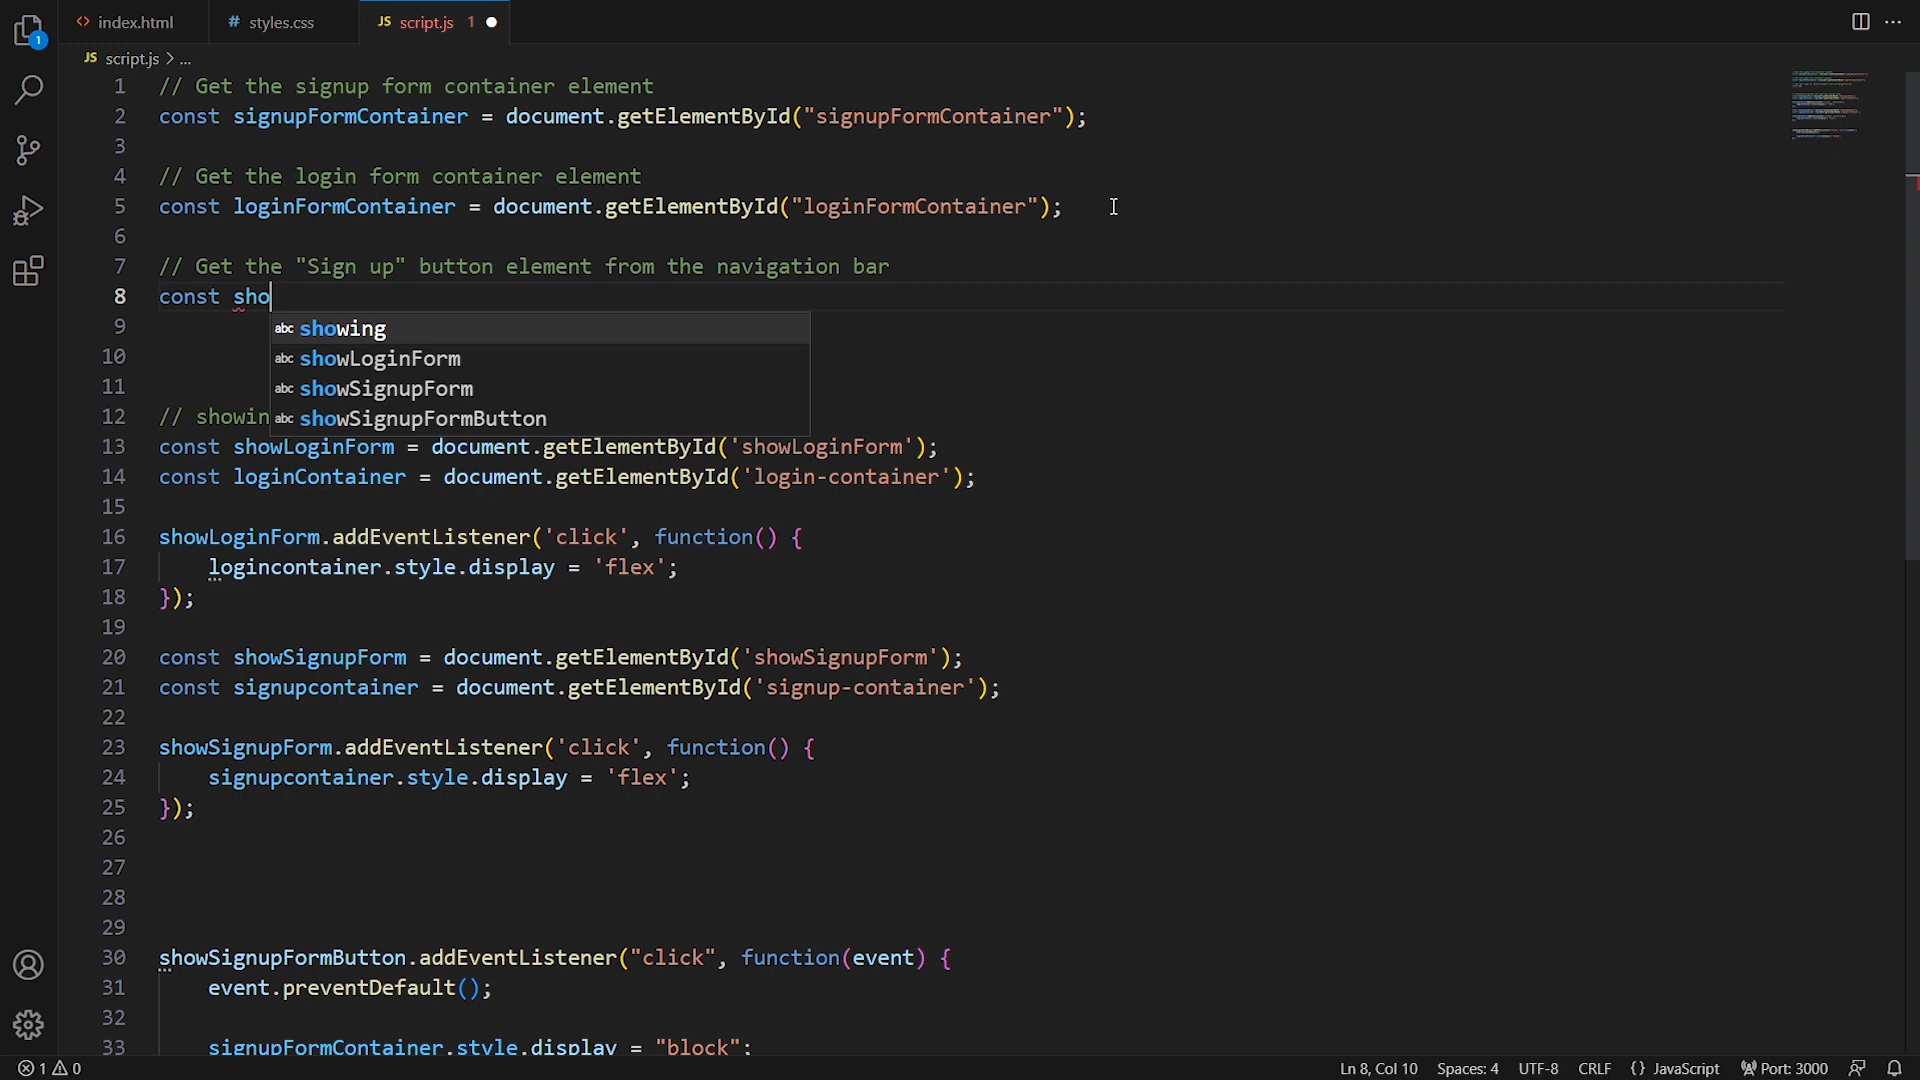 index.html
styles.css
JS script.js 1
JS script.js > ...
1 // Get the signup form container element
2 const signupFormContainer = document.getElementById("signupFormContainer");
3
4 // Get the login form container element
5 const loginFormContainer = document.getElementById("loginFormContainer");
6
7 // Get the "Sign up" button element from the navigation bar
8 const sho
abc showing
abc showLoginForm
abc showSignupForm
abc showSignupFormButton
9
10
11
12 // showin
13 const showLoginForm = document.getElementById('showLoginForm');
14 const loginContainer = document.getElementById('login-container');
15
16 showLoginForm.addEventListener('click', function() {
17 logincontainer.style.display = 'flex';
18 });
19
20 const showSignupForm = document.getElementById('showSignupForm');
21 const signupcontainer = document.getElementById('signup-container');
22
23 showSignupForm.addEventListener('click', function() {
24 signupcontainer.style.display = 'flex';
25 });
26
27
28
29
30 showSignupFormButton.addEventListener("click", function(event) {
31 event.preventDefault();
32
33 signupFormContainer.style.display = "block";
1
1 0
Ln 8, Col 10 Spaces: 4 UTF-8 CRLF {} JavaScript Port: 3000